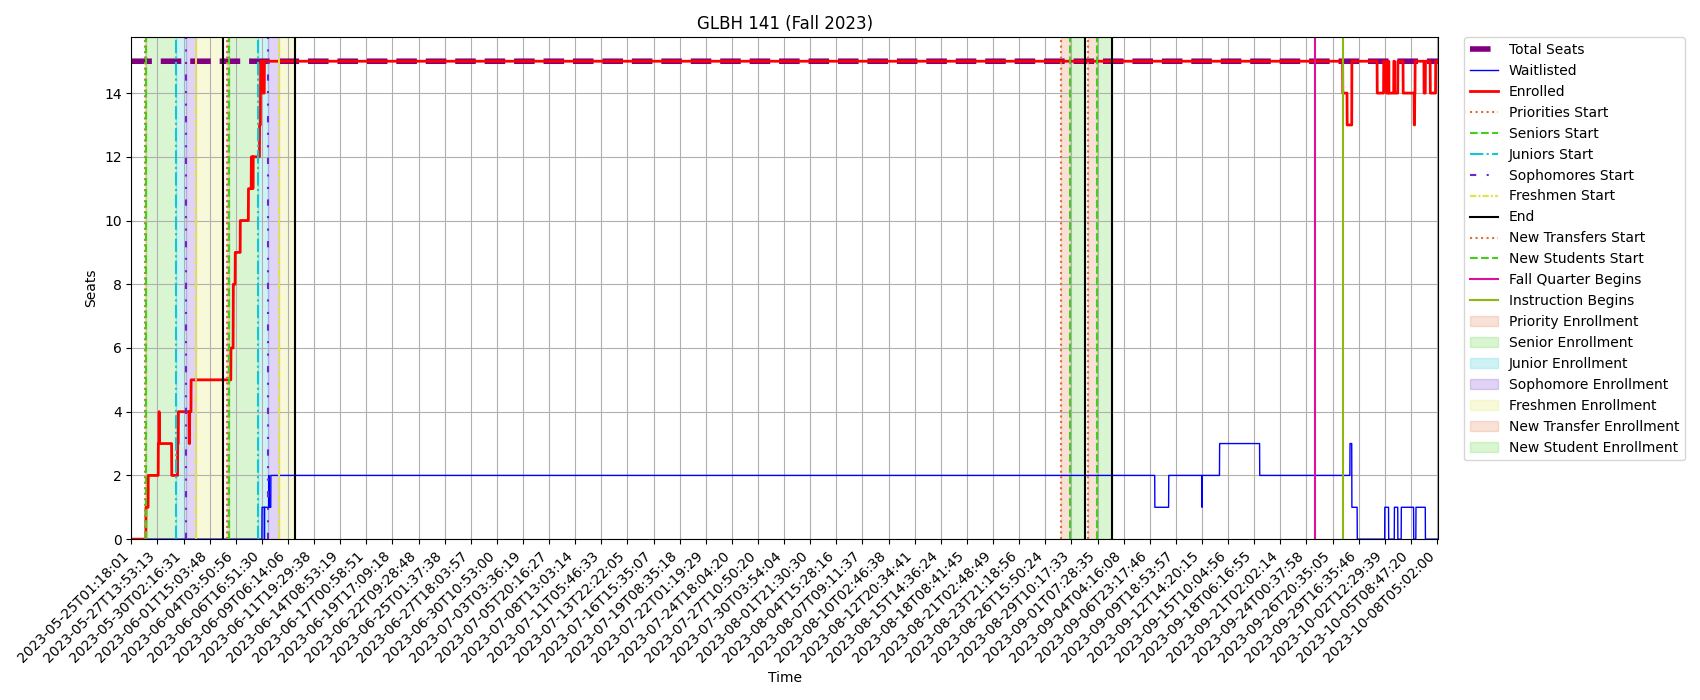 GLBH 141 (Fall 2023)
Seats
14
12
10
8
6
4
2
0
2023-05-25T01:18:01
2023-05-27T13:53:13
2023-05-30T02:16:31
2023-06-01T15:03:48
2023-06-04T03:50:56
2023-06-06T16:51:30
2023-06-09T06:14:06
2023-06-11T19:29:38
2023-06-14T08:53:19
2023-06-17T00:58:51
2023-06-19T17:09:18
2023-06-22T09:28:48
2023-06-25T01:37:38
2023-06-27T18:03:57
2023-06-30T10:53:00
2023-07-03T03:36:19
2023-07-05T20:16:27
2023-07-08T13:03:14
2023-07-11T05:46:33
2023-07-13T22:22:05
2023-07-16T15:35:07
2023-07-19T08:35:18
2023-07-22T01:19:29
2023-07-24T18:04:20
2023-07-27T10:50:20
2023-07-30T03:54:04
2023-08-01T21:30:30
2023-08-04T15:28:16
2023-08-07T09:11:37
2023-08-10T02:46:38
2023-08-12T20:34:41
2023-08-15T14:36:24
2023-08-18T08:41:45
2023-08-21T02:48:49
2023-08-23T21:18:56
2023-08-26T15:50:24
2023-08-29T10:17:33
2023-09-01T07:28:35
2023-09-04T04:16:08
2023-09-06T23:17:46
2023-09-09T18:53:57
2023-09-12T14:20:15
2023-09-15T10:04:56
2023-09-18T06:16:55
2023-09-21T02:02:14
2023-09-24T00:37:58
2023-09-26T20:35:05
2023-09-29T16:35:46
2023-10-02T12:29:39
2023-10-05T08:47:20
2023-10-08T05:02:00
Time
Total Seats
Waitlisted
Enrolled
Priorities Start
Seniors Start
Juniors Start
Sophomores Start
Freshmen Start
End
New Transfers Start
New Students Start
Fall Quarter Begins
Instruction Begins
Priority Enrollment
Senior Enrollment
Junior Enrollment
Sophomore Enrollment
Freshmen Enrollment
New Transfer Enrollment
New Student Enrollment